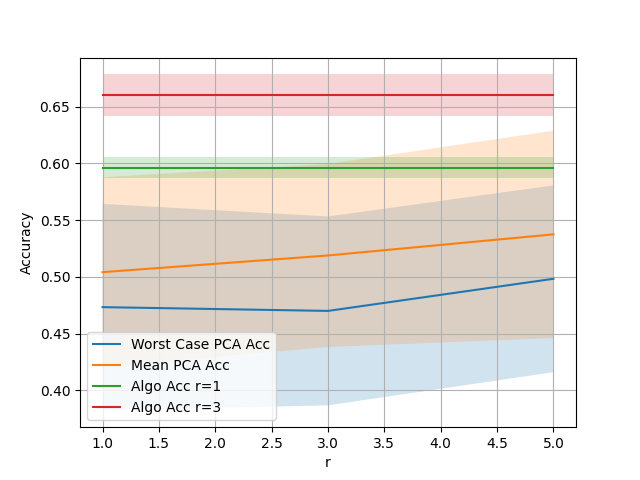 0.65
0.60
0.55
0.50
0.45
0.40
Accuracy
Worst Case PCA Acc
Mean PCA Acc
Algo Acc r=1
Algo Acc r=3
1.0 1.5 2.0 2.5 3.0 3.5 4.0 4.5 5.0
r